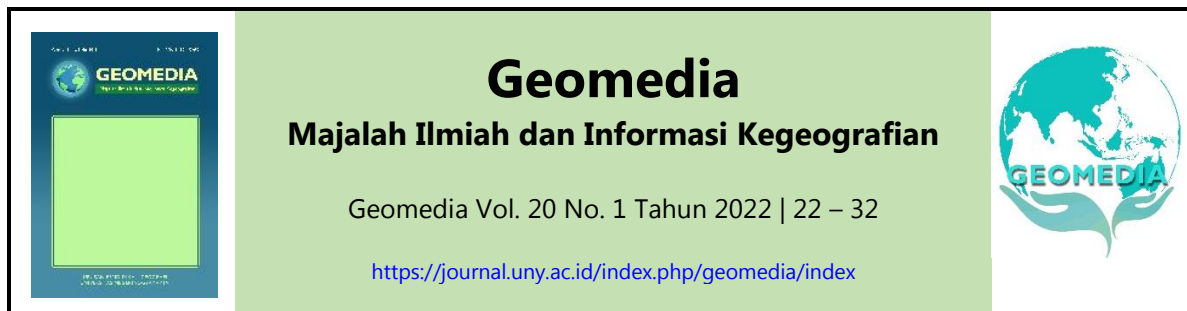 GEOMEDIA
Geomedia
Majalah Ilmiah dan Informasi Kegeografian
Geomedia Vol. 20 No. 1 Tahun 2022 | 22 – 32
https://journal.uny.ac.id/index.php/geomedia/index
GEOMEDIA